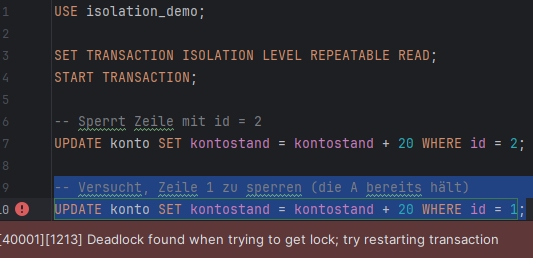 1 USE isolation_demo;
2
3 SET TRANSACTION ISOLATION LEVEL REPEATABLE READ;
4 START TRANSACTION;
5
6 -- Sperrt Zeile mit id = 2
7 UPDATE konto SET kontostand = kontostand + 20 WHERE id = 2;
8
9 -- Versucht, Zeile 1 zu sperren (die A bereits hält)
0 UPDATE konto SET kontostand = kontostand + 20 WHERE id = 1;
[40001][1213] Deadlock found when trying to get lock; try restarting transaction